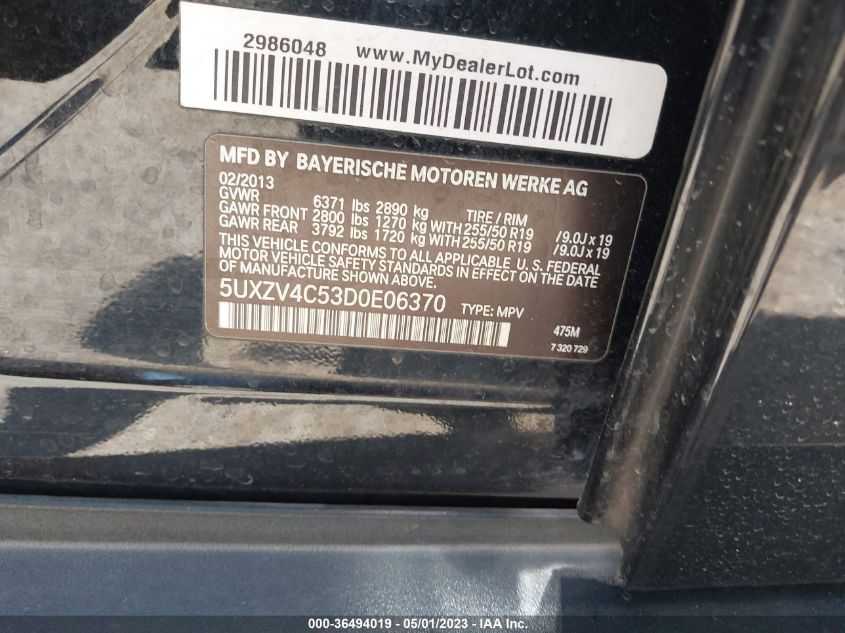 2986048 www.MyDealerLot.com
MFD BY BAYERISCHE MOTOREN WERKE AG
02/2013
GVWR 6371 lbs 2890 kg TIRE / RIM
GAWR FRONT 2800 lbs 1270 kg WITH 255/50 R19 /9.0J x 19
GAWR REAR 3792 lbs 1720 kg WITH 255/50 R19 /9.0J x 19
THIS VEHICLE CONFORMS TO ALL APPLICABLE U. S. FEDERAL
MOTOR VEHICLE SAFETY STANDARDS IN EFFECT ON THE DATE
OF MANUFACTURE SHOWN ABOVE.
5UXZV4C53D0E06370 TYPE: MPV
475M
7 320 729
000-36494019 - 05/01/2023 - IAA, Inc.